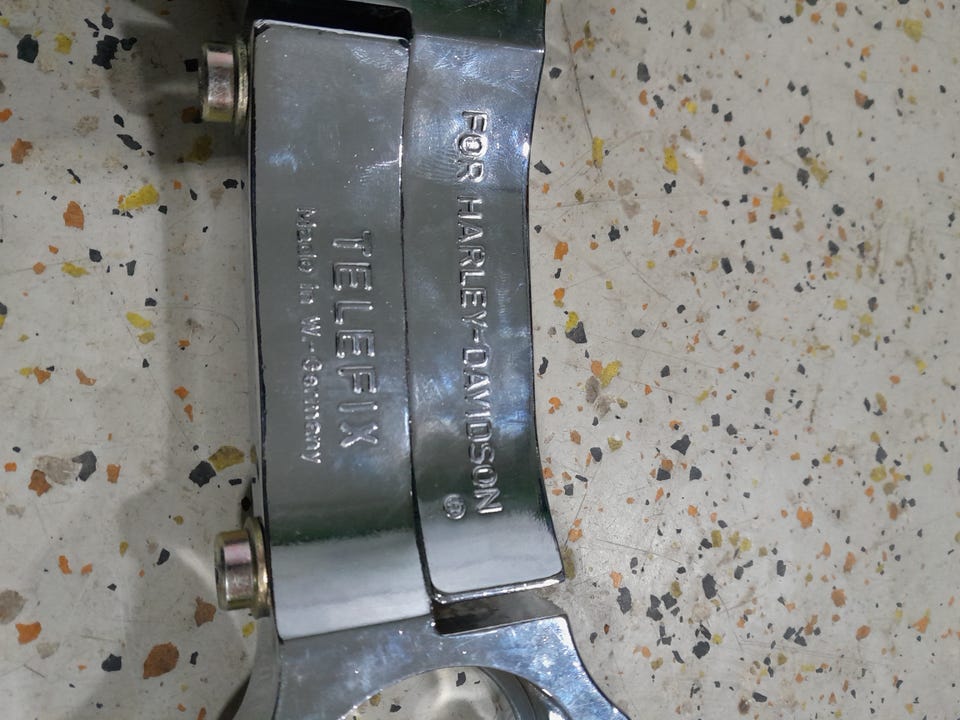 FOR HARLEY-DAVIDSON ®
TELEFIX
Made in W.-Germany